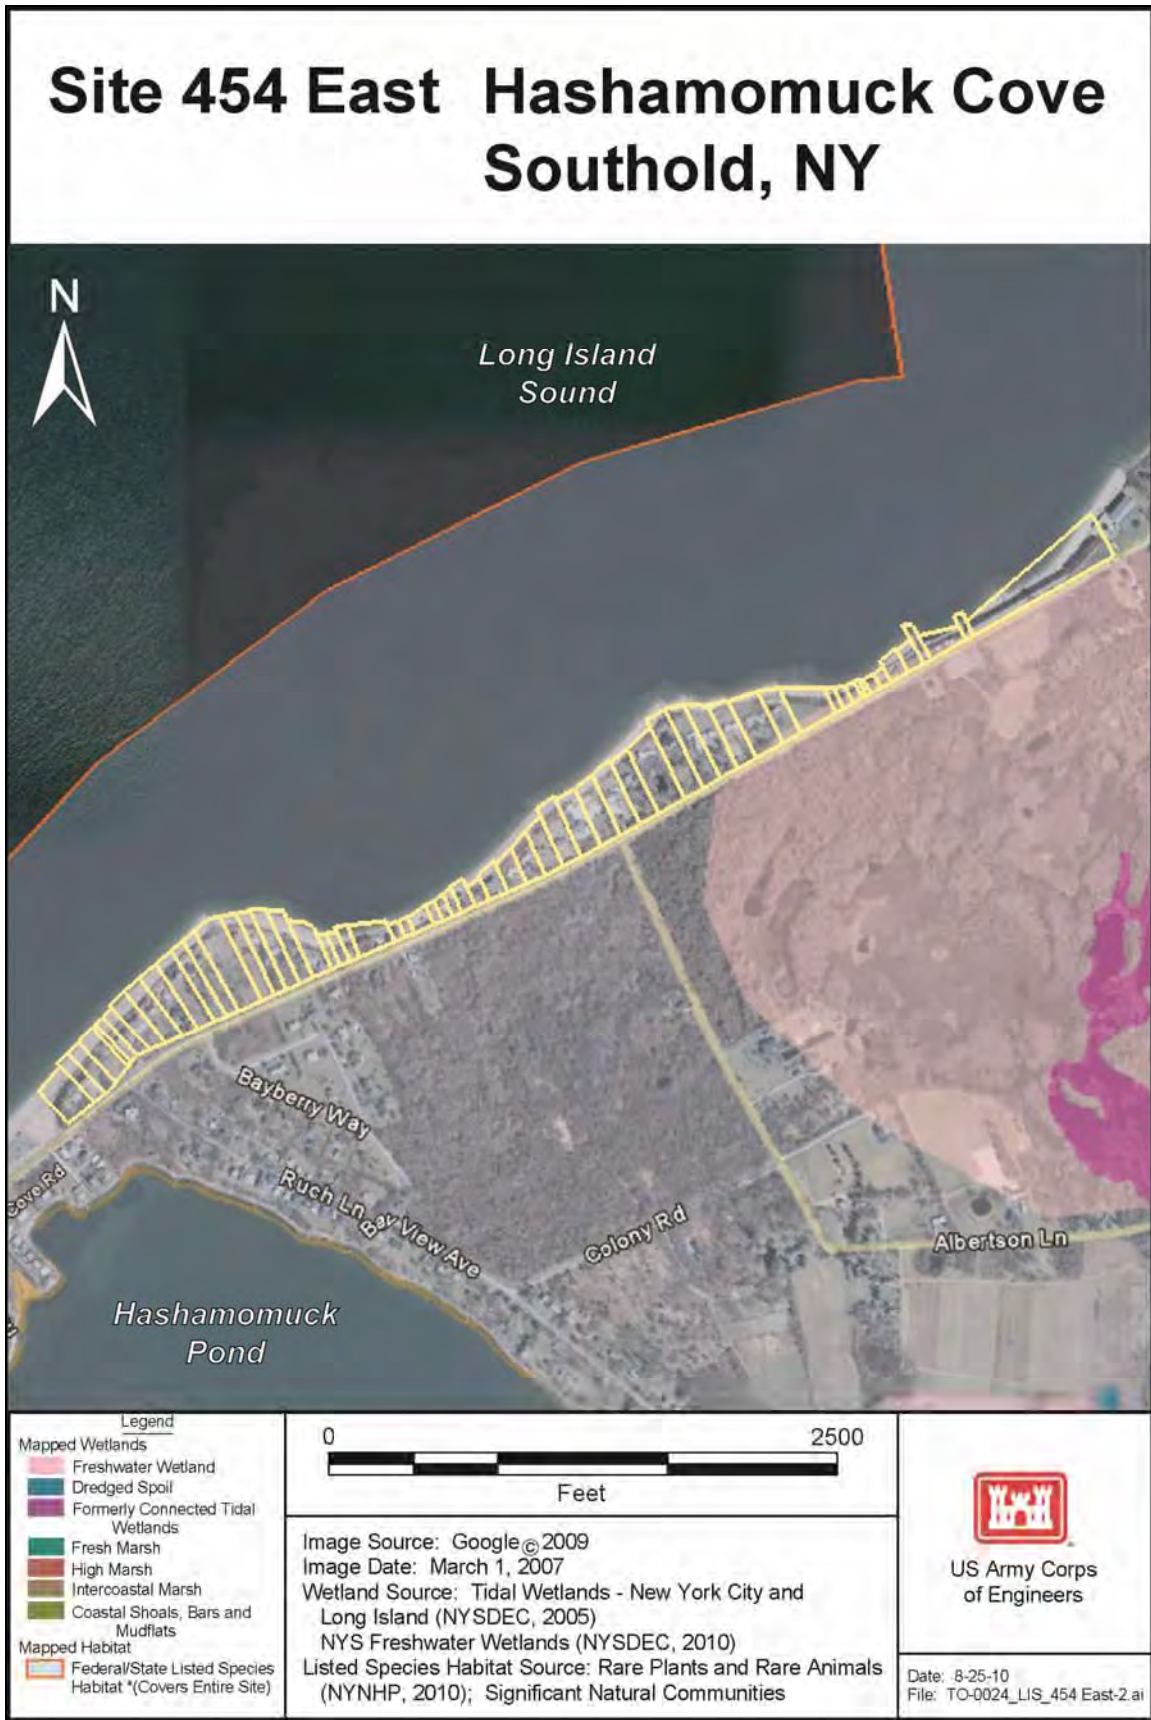 Site 454 East Hashamomuck Cove
Southold, NY
N
Long Island
Sound
Bayberry Way
Cove Rd
Ruch Ln
Bay View Ave
Colony Rd
Albertson Ln
Hashamomuck
Pond
Legend
Mapped Wetlands
Freshwater Wetland
Dredged Spoil
Formerly Connected Tidal
Wetlands
Fresh Marsh
High Marsh
Intercoastal Marsh
Coastal Shoals, Bars and
Mudflats
Mapped Habitat
Federal/State Listed Species
Habitat *(Covers Entire Site)
0 2500
Feet
Image Source: Google © 2009
Image Date: March 1, 2007
Wetland Source: Tidal Wetlands - New York City and
Long Island (NYSDEC, 2005)
NYS Freshwater Wetlands (NYSDEC, 2010)
Listed Species Habitat Source: Rare Plants and Rare Animals
(NYNHP, 2010); Significant Natural Communities
US Army Corps
of Engineers
Date: 8-25-10
File: TO-0024_LIS_454 East-2.ai